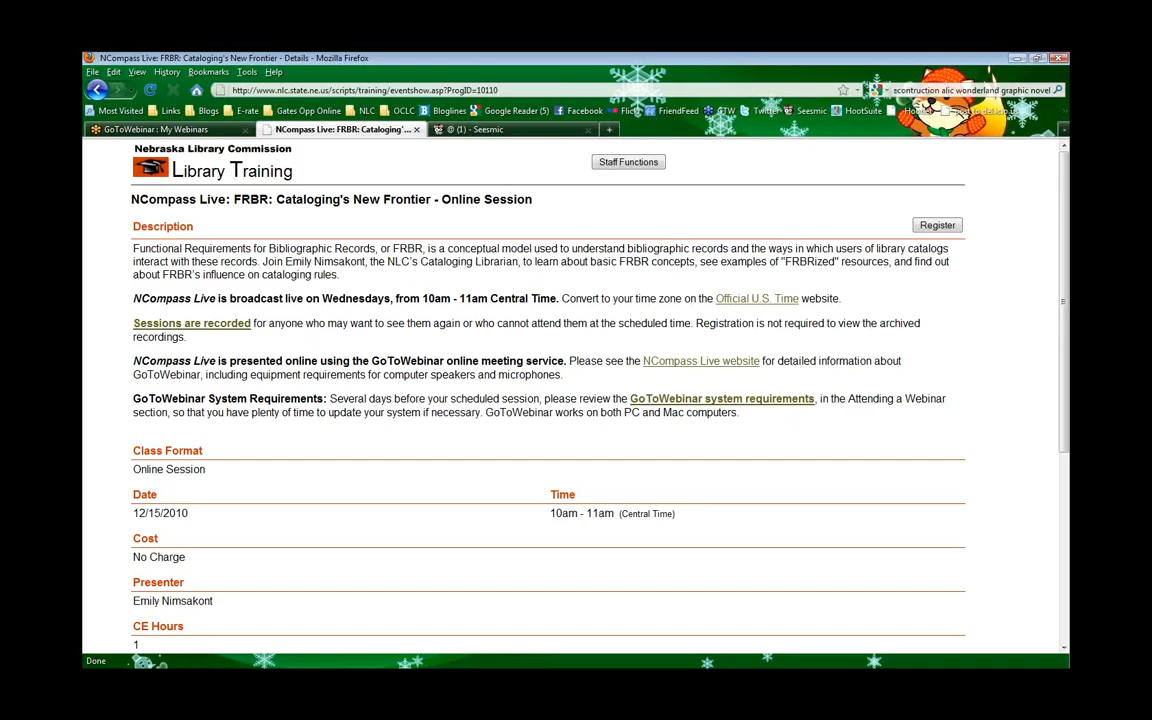 NCompass Live: FRBR: Cataloging's New Frontier - Details - Mozilla Firefox
File Edit View History Bookmarks Tools Help
http://www.nlc.state.ne.us/scripts/training/eventshow.asp?ProgID=10110
econstruction alic wonderland graphic novel
Most Visited Links Blogs E-rate Gates Opp Online NLC OCLC Bloglines Google Reader (5) Facebook Flickr FriendFeed GTW Twitter Seesmic HootSuite
GoToWebinar : My Webinars NCompass Live: FRBR: Cataloging'... @ (1) - Seesmic
Nebraska Library Commission
Library Training
Staff Functions
NCompass Live: FRBR: Cataloging's New Frontier - Online Session
Description
Register
Functional Requirements for Bibliographic Records, or FRBR, is a conceptual model used to understand bibliographic records and the ways in which users of library catalogs
interact with these records. Join Emily Nimsakont, the NLC's Cataloging Librarian, to learn about basic FRBR concepts, see examples of "FRBRized" resources, and find out
about FRBR's influence on cataloging rules.
NCompass Live is broadcast live on Wednesdays, from 10am - 11am Central Time. Convert to your time zone on the Official U.S. Time website.
Sessions are recorded for anyone who may want to see them again or who cannot attend them at the scheduled time. Registration is not required to view the archived
recordings.
NCompass Live is presented online using the GoToWebinar online meeting service. Please see the NCompass Live website for detailed information about
GoToWebinar, including equipment requirements for computer speakers and microphones.
GoToWebinar System Requirements: Several days before your scheduled session, please review the GoToWebinar system requirements, in the Attending a Webinar
section, so that you have plenty of time to update your system if necessary. GoToWebinar works on both PC and Mac computers.
Class Format
Online Session
Date Time
12/15/2010 10am - 11am (Central Time)
Cost
No Charge
Presenter
Emily Nimsakont
CE Hours
1
Done